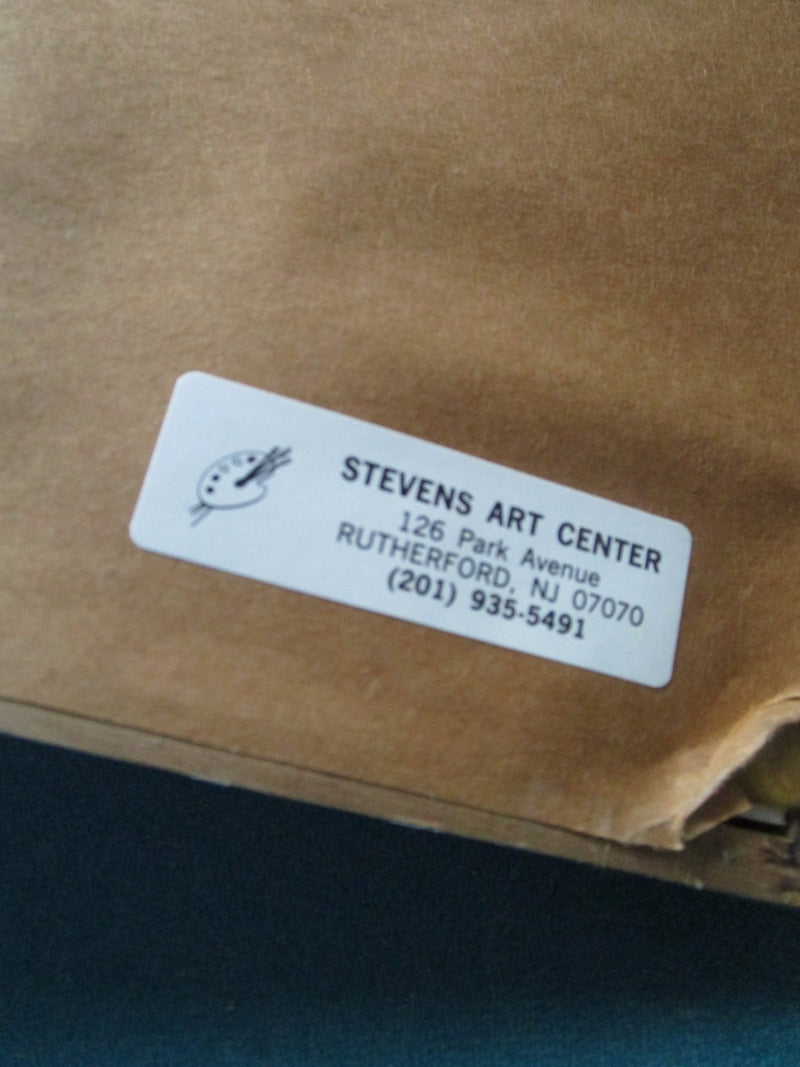 STEVENS ART CENTER
126 Park Avenue
RUTHERFORD, NJ 07070
(201) 935-5491